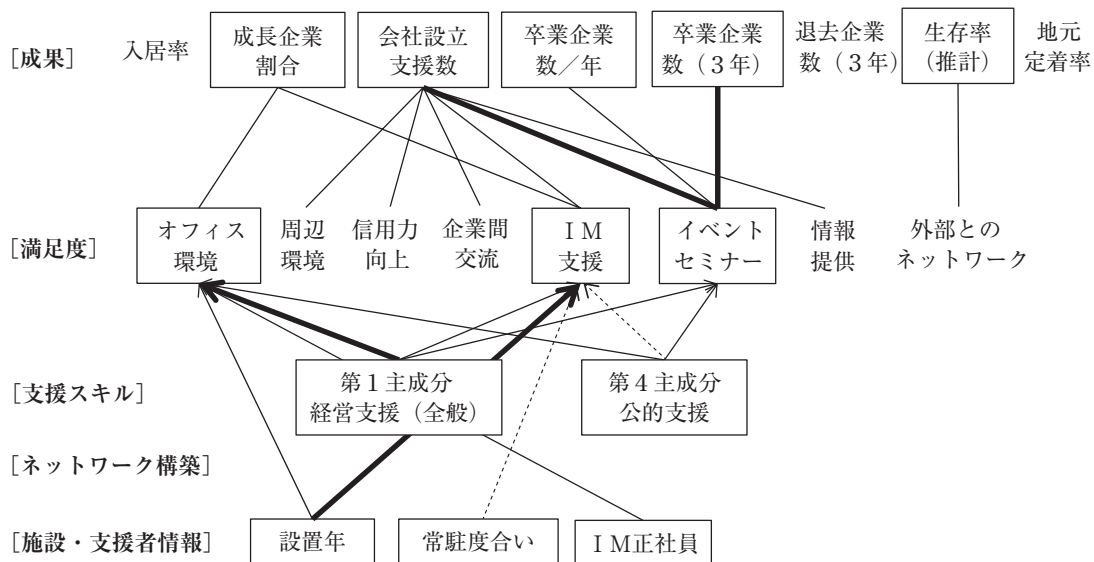 [成果]
入居率
成長企業
割合
会社設立
支援数
卒業企業
数／年
卒業企業
数（３年）
退去企業
数（３年）
生存率
（推計）
地元
定着率
[満足度]
オフィス
環境
周辺
環境
信用力
向上
企業間
交流
ＩＭ
支援
イベント
セミナー
情報
提供
外部との
ネットワーク
[支援スキル]
第１主成分
経営支援（全般）
第４主成分
公的支援
[ネットワーク構築]
[施設・支援者情報]
設置年
常駐度合い
ＩＭ正社員